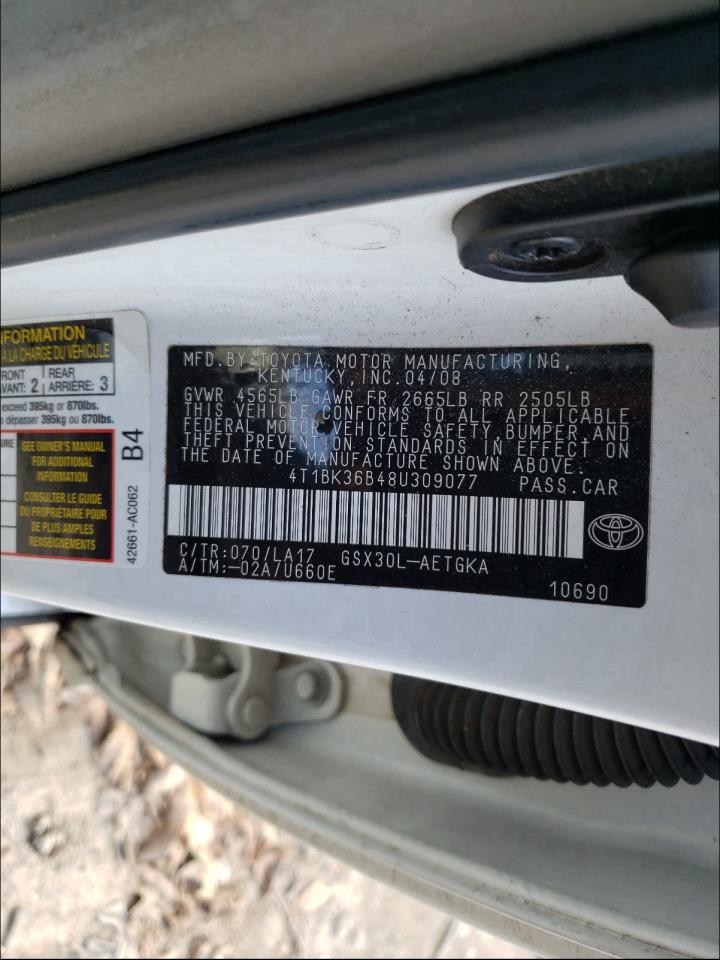 MFD. BY TOYOTA MOTOR MANUFACTURING,
KENTUCKY, INC. 04/08
GVWR 4565LB GAWR FR 2665LB RR 2505LB
THIS VEHICLE CONFORMS TO ALL APPLICABLE
FEDERAL MOTOR VEHICLE SAFETY, BUMPER, AND
THEFT PREVENTION STANDARDS IN EFFECT ON
THE DATE OF MANUFACTURE SHOWN ABOVE.
4T1BK36B48U309077 PASS.CAR
C/TR:070/LA17 GSX30L-AETGKA
A/TM:-02A/U660E
10690
À LA CHARGE DU VÉHICULE
FRONT
AVANT: 2
REAR
ARRIÈRE: 3
exceed 395kg or 870lbs.
dépasser 395kg ou 870lbs.
SEE OWNER'S MANUAL
FOR ADDITIONAL
INFORMATION
CONSULTER LE GUIDE
DU PROPRIÉTAIRE POUR
DE PLUS AMPLES
RENSEIGNEMENTS
42661-AC062 B4